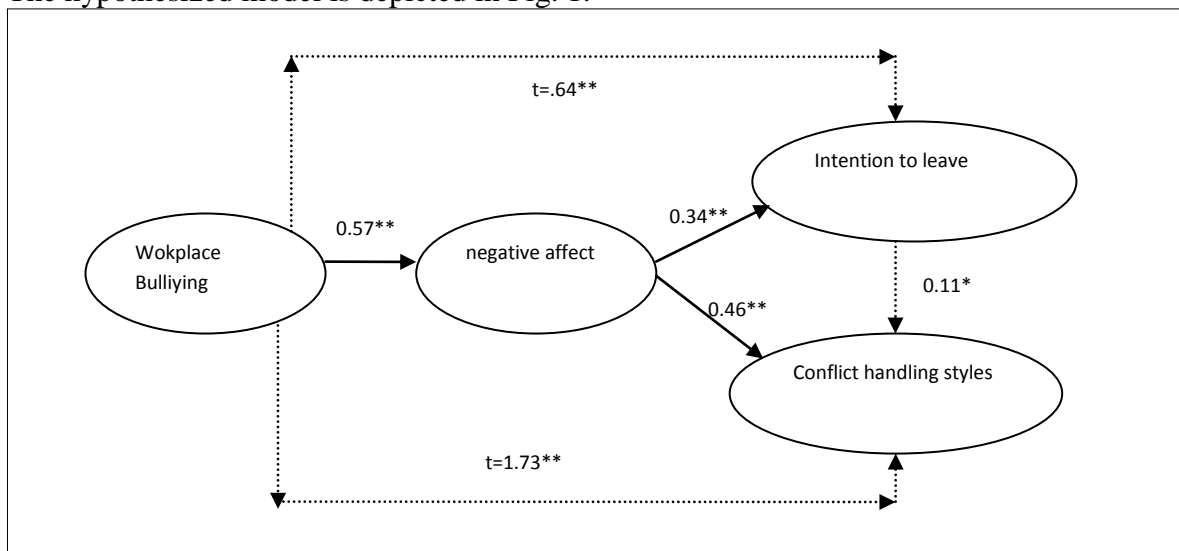 The hypothesized model is depicted in Fig. 1.
t=.64**
Intention to leave
0.57**
0.34**
Wokplace
Bulliying
negative affect
0.11*
0.46**
Conflict handling styles
t=1.73**